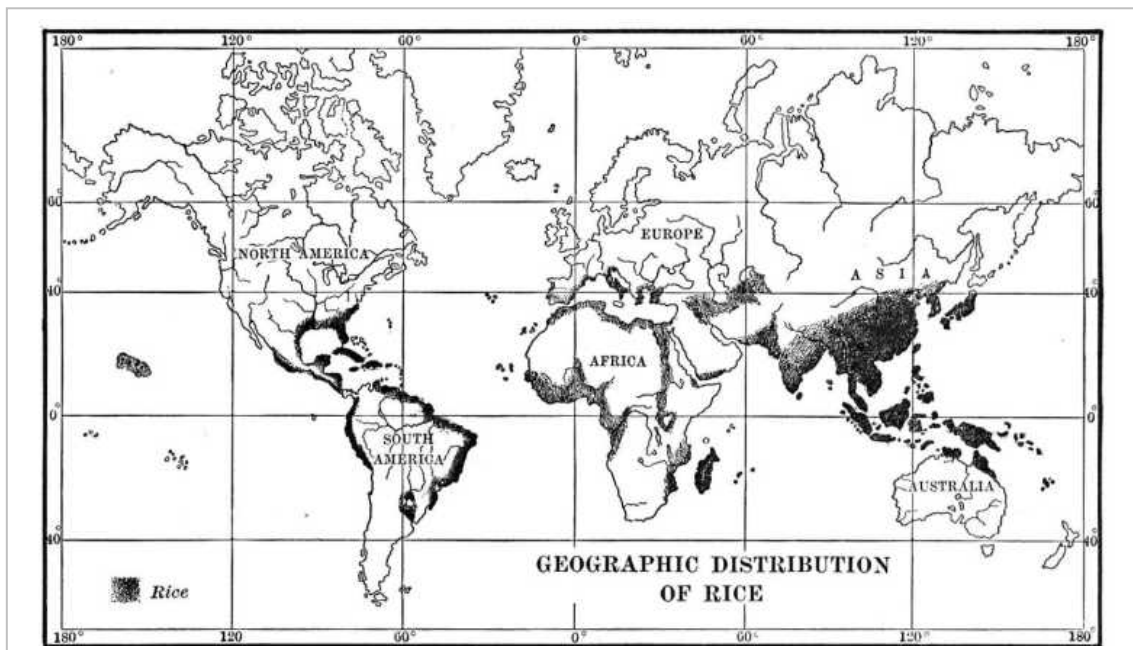 180° 120° 60° 0° 60° 120° 180°
60° 60°
EUROPE
NORTH AMERICA
ASIA
40° 40°
AFRICA
0° 0°
SOUTH
AMERICA
AUSTRALIA
40° 40°
GEOGRAPHIC DISTRIBUTION
OF RICE
Rice
180° 120° 60° 0° 60° 120° 180°